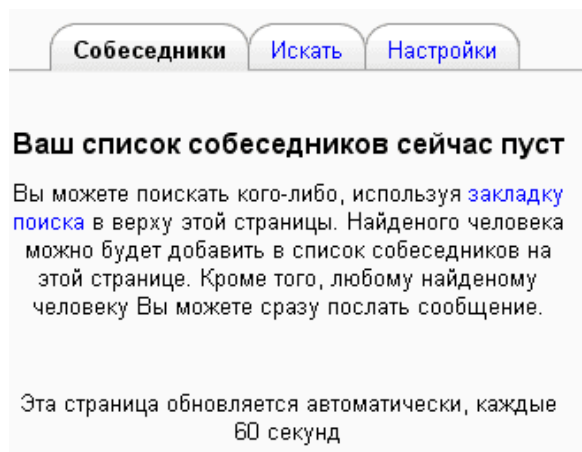 Собеседники Искать Настройки
Ваш список собеседников сейчас пуст
Вы можете поискать кого-либо, используя закладку
поиска в верху этой страницы. Найденого человека
можно будет добавить в список собеседников на
этой странице. Кроме того, любому найденому
человеку Вы можете сразу послать сообщение.
Эта страница обновляется автоматически, каждые
60 секунд